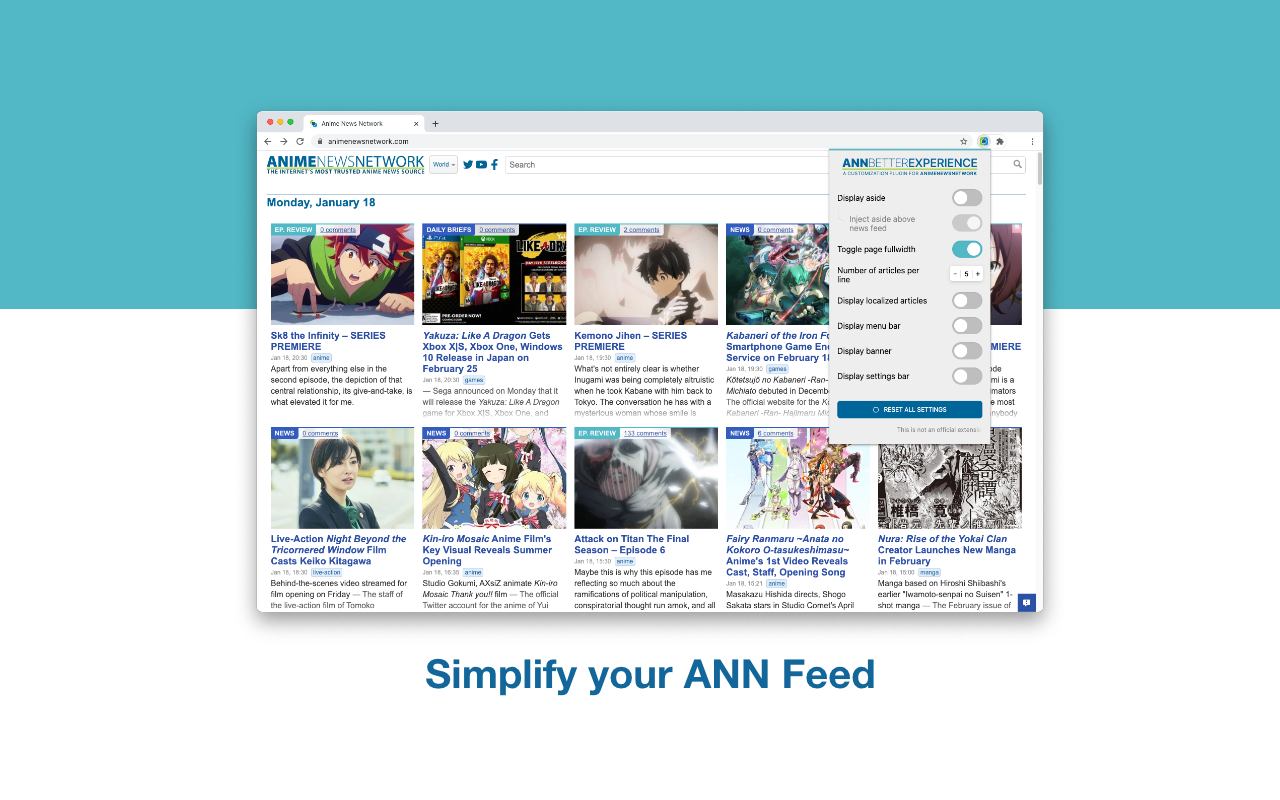 Anime News Network
animenewsnetwork.com
ANIMENEWSNETWORK
THE INTERNET'S MOST TRUSTED ANIME NEWS SOURCE
World
Search
ANNBETTEREXPERIENCE
A CUSTOMIZATION PLUGIN FOR ANIMENEWSNETWORK
Display aside
Inject aside above
news feed
Toggle page fullwidth
Number of articles per
line
- 5 +
Display localized articles
Display menu bar
Display banner
Display settings bar
RESET ALL SETTINGS
This is not an official extens
Monday, January 18
EP. REVIEW 0 comments
Sk8 the Infinity – SERIES
PREMIERE
Jan 18, 20:30 anime
Apart from everything else in the
second episode, the depiction of that
central relationship, its give-and-take, is
what elevated it for me.
DAILY BRIEFS 0 comments
PRE-ORDER NOW!
Yakuza: Like A Dragon Gets
Xbox X|S, Xbox One, Windows
10 Release in Japan on
February 25
Jan 18, 20:30 games
— Sega announced on Monday that it
will release the Yakuza: Like A Dragon
game for Xbox X|S, Xbox One, and
EP. REVIEW 2 comments
Kemono Jihen – SERIES
PREMIERE
Jan 18, 19:30 anime
What's not entirely clear is whether
Inugami was being completely altruistic
when he took Kabane with him back to
Tokyo. The conversation he has with a
mysterious woman whose smile is
NEWS 0 comments
Kabaneri of the Iron Fo
Smartphone Game End
Service on February 18
Jan 18, 19:30 games
Kōtetsujō no Kabaneri -Ran-
Michiato debuted in Decembe
The official website for the Ka
Kabaneri -Ran- Hajimaru Mic
EMIERE
ode
mi is a
mators
e most
nybody
NEWS 0 comments
Live-Action Night Beyond the
Tricornered Window Film
Casts Keiko Kitagawa
Jan 18, 18:30 live-action
Behind-the-scenes video streamed for
film opening on Friday — The staff of
the live-action film of Tomoko
NEWS 0 comments
Kin-iro Mosaic Anime Film's
Key Visual Reveals Summer
Opening
Jan 18, 16:35 anime
Studio Gokumi, AXsiZ animate Kin-iro
Mosaic Thank you!! film — The official
Twitter account for the anime of Yui
EP. REVIEW 133 comments
Attack on Titan The Final
Season – Episode 6
Jan 18, 15:30 anime
Maybe this is why this episode has me
reflecting so much about the
ramifications of political manipulation,
conspiratorial thought run amok, and all
NEWS 6 comments
Fairy Ranmaru ~Anata no
Kokoro O-tasukeshimasu~
Anime's 1st Video Reveals
Cast, Staff, Opening Song
Jan 18, 15:21 anime
Masakazu Hishida directs, Shogo
Sakata stars in Studio Comet's April
椎橋 寛
Nura: Rise of the Yokai Clan
Creator Launches New Manga
in February
Jan 18, 15:00 manga
Manga based on Hiroshi Shiibashi's
earlier "Iwamoto-senpai no Suisen" 1-
shot manga — The February issue of
Simplify your ANN Feed